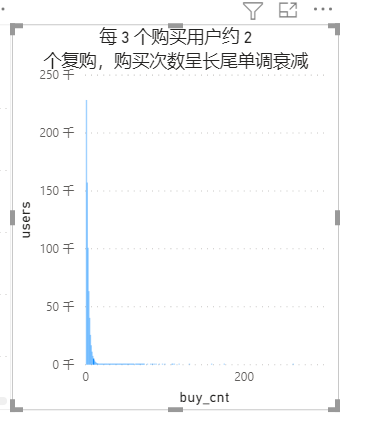 每 3 个购买用户约 2
个复购，购买次数呈长尾单调衰减
250 千
200 千
150 千
100 千
50 千
0 千
users
0
200
buy_cnt